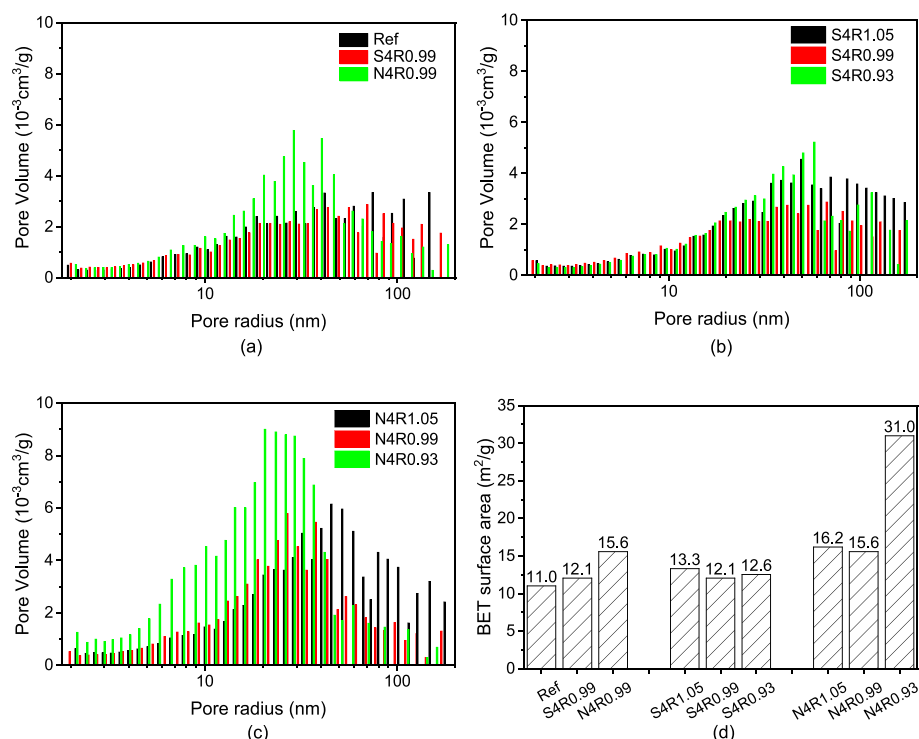 10
8
6
4
2
0
Pore Volume (10⁻³cm³/g)
Ref
S4R0.99
N4R0.99
10
100
Pore radius (nm)
(a)
10
8
6
4
2
0
Pore Volume (10⁻³cm³/g)
S4R1.05
S4R0.99
S4R0.93
10
100
Pore radius (nm)
(b)
10
8
6
4
2
0
Pore Volume (10⁻³cm³/g)
N4R1.05
N4R0.99
N4R0.93
10
100
Pore radius (nm)
(c)
35
30
25
20
15
10
5
0
BET surface area (m²/g)
11.0
12.1
15.6
13.3
12.1
12.6
16.2
15.6
31.0
Ref
S4R0.99
N4R0.99
S4R1.05
S4R0.99
S4R0.93
N4R1.05
N4R0.99
N4R0.93
(d)